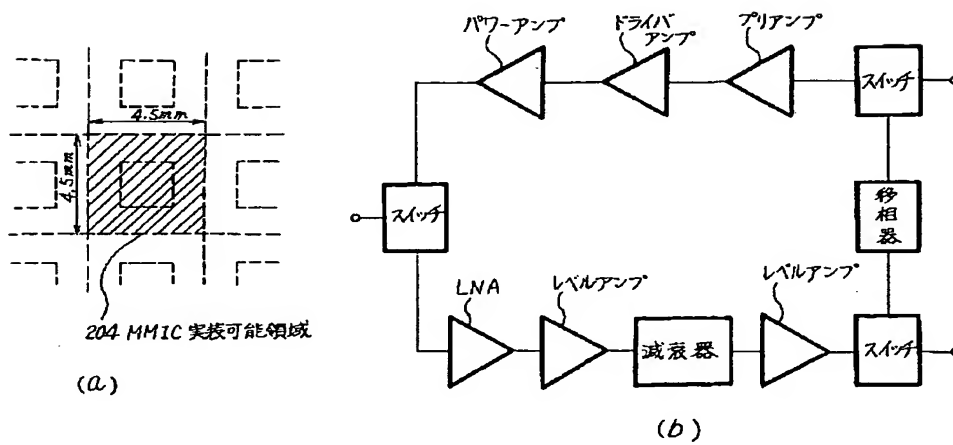 4.5mm
4.5mm
204 MMIC 実装可能領域
(a)
パワーアンプ
ドライバ
アンプ
プリアンプ
スイッチ
スイッチ
移相器
LNA
レベルアンプ
減衰器
レベルアンプ
スイッチ
(b)